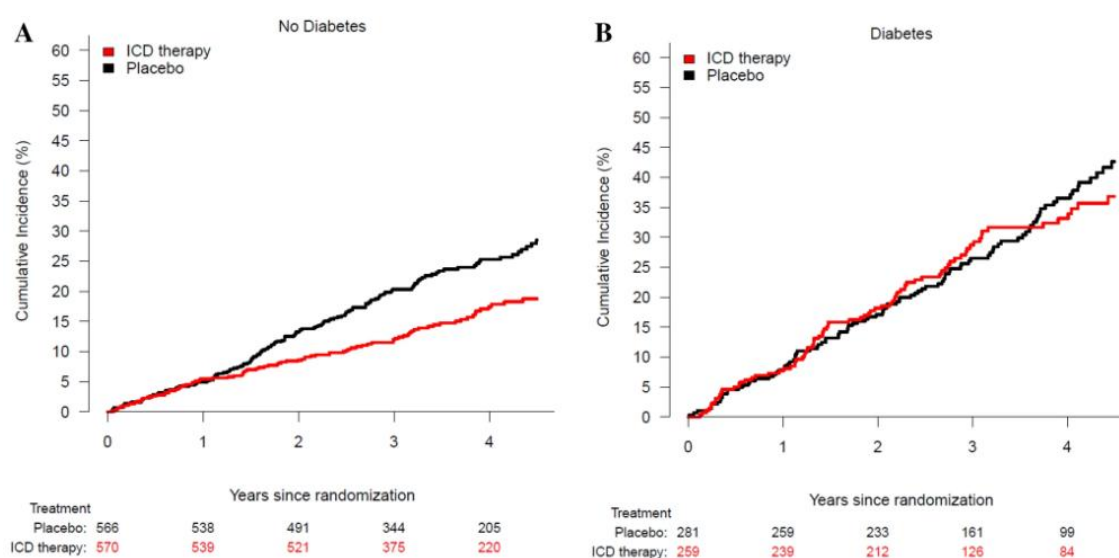 A
No Diabetes
ICD therapy
Placebo
60
55
50
45
40
35
30
25
20
15
10
5
0
Cumulative Incidence (%)
0 1 2 3 4
Years since randomization
Treatment
Placebo: 566 538 491 344 205
ICD therapy: 570 539 521 375 220
B
Diabetes
ICD therapy
Placebo
60
55
50
45
40
35
30
25
20
15
10
5
0
Cumulative Incidence (%)
0 1 2 3 4
Years since randomization
Treatment
Placebo: 281 259 233 161 99
ICD therapy: 259 239 212 126 84